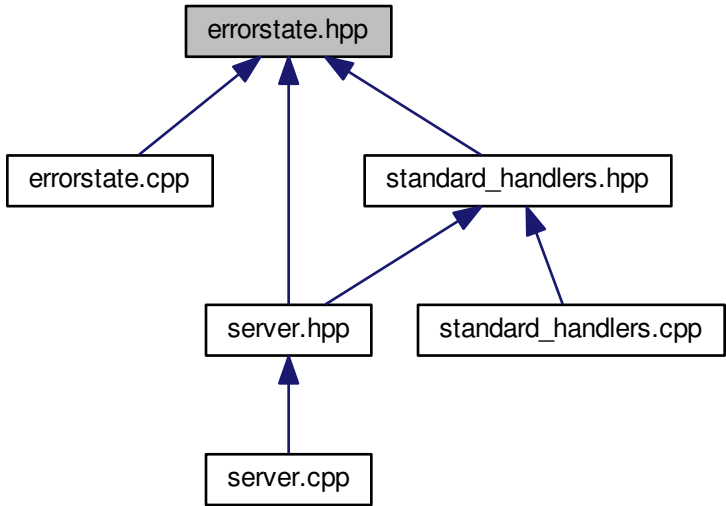 errorstate.hpp
errorstate.cpp
standard_handlers.hpp
server.hpp
standard_handlers.cpp
server.cpp